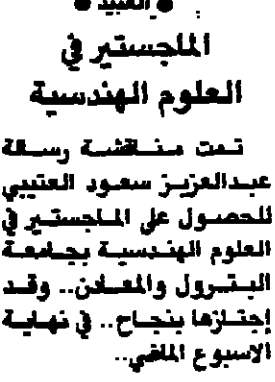 الماجستير في
العلوم الهندسية
تمت مناقشة رسالة
عبدالعزيز سعود العتيبي
للحصول على الماجستير في
العلوم الهندسية بجامعة
البترول والمعادن.. وقد
إجتازها بنجاح.. في نهاية
الاسبوع الماضي..